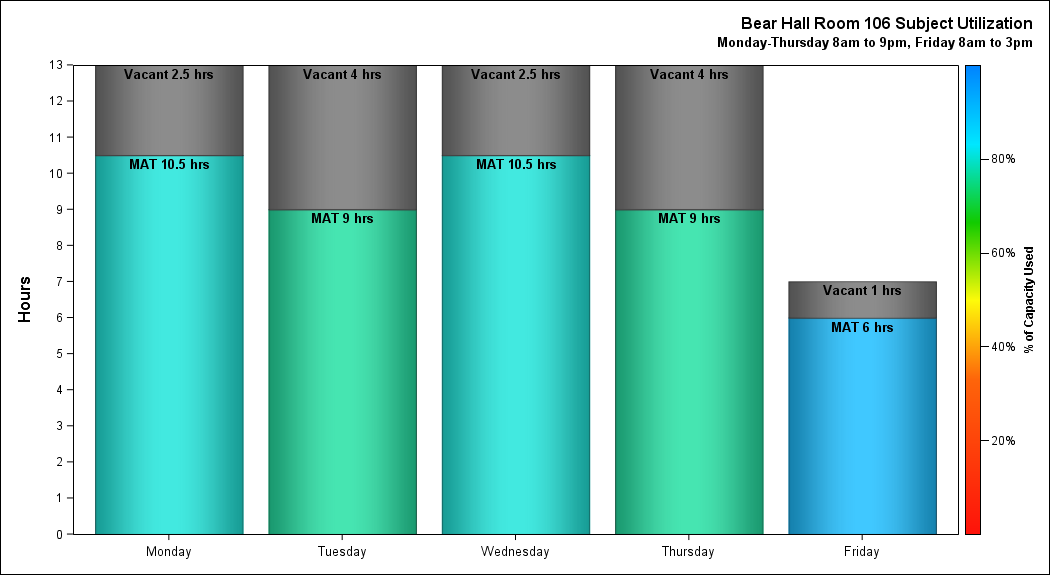 Bear Hall Room 106 Subject Utilization
Monday-Thursday 8am to 9pm, Friday 8am to 3pm
Hours
13
12
11
10
9
8
7
6
5
4
3
2
1
0
Vacant 2.5 hrs
MAT 10.5 hrs
Vacant 4 hrs
MAT 9 hrs
Vacant 2.5 hrs
MAT 10.5 hrs
Vacant 4 hrs
MAT 9 hrs
Vacant 1 hrs
MAT 6 hrs
Monday
Tuesday
Wednesday
Thursday
Friday
80%
60%
40%
20%
% of Capacity Used